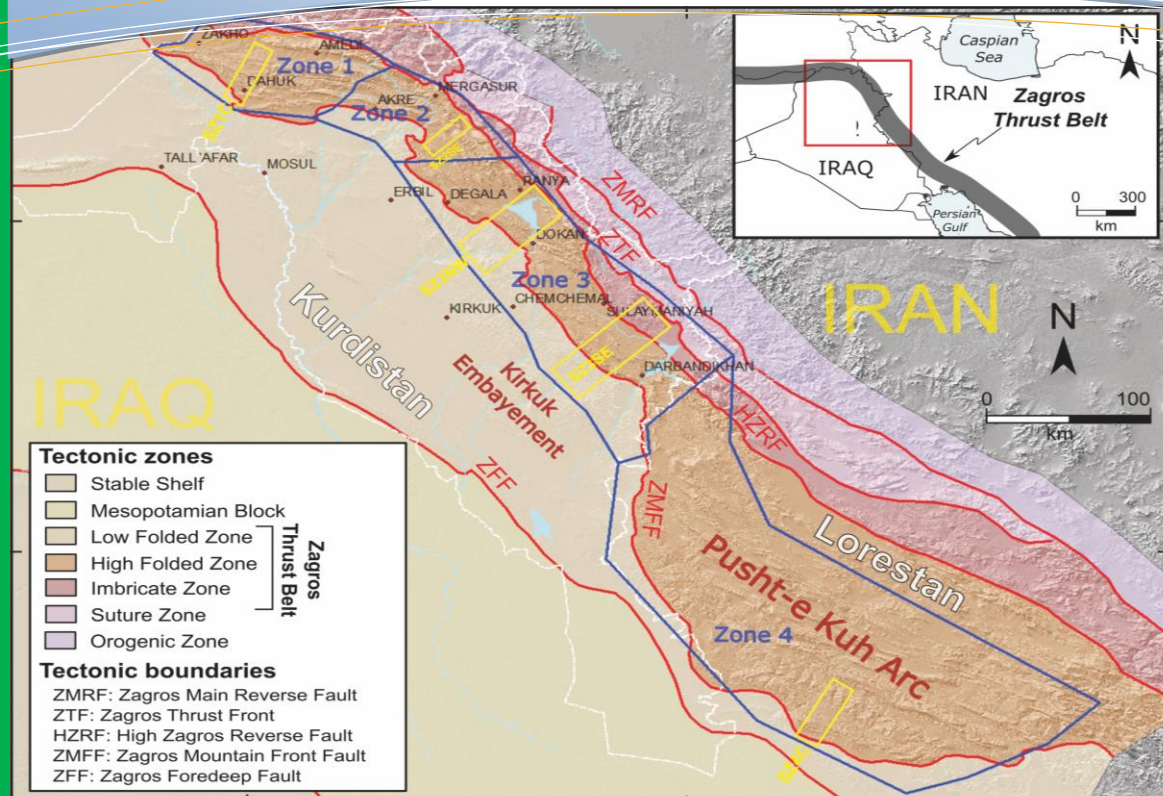 ZAKHO
AMEDI
Zone 1
DAHUK
MERGASUR
AKRE
Zone 2
TALL 'AFAR
MOSUL
ERBIL
DEGALA
RANYA
ZMRF
ZTF
DOKAN
Zone 3
KIRKUK
CHEMCHEMAL
SULAYMANIYAH
DARBANDIKHAN
Kurdistan
Kirkuk
Embayement
IRAQ
IRAN
ZFF
ZMFF
HZRF
Lorestan
Pusht-e Kuh Arc
Zone 4
N
0 100
km
Caspian
Sea
N
IRAN
Zagros
Thrust Belt
IRAQ
Persian
Gulf
0 300
km
Tectonic zones
Stable Shelf
Mesopotamian Block
Low Folded Zone
High Folded Zone
Imbricate Zone
Suture Zone
Orogenic Zone
Zagros
Thrust Belt
Tectonic boundaries
ZMRF: Zagros Main Reverse Fault
ZTF: Zagros Thrust Front
HZRF: High Zagros Reverse Fault
ZMFF: Zagros Mountain Front Fault
ZFF: Zagros Foredeep Fault